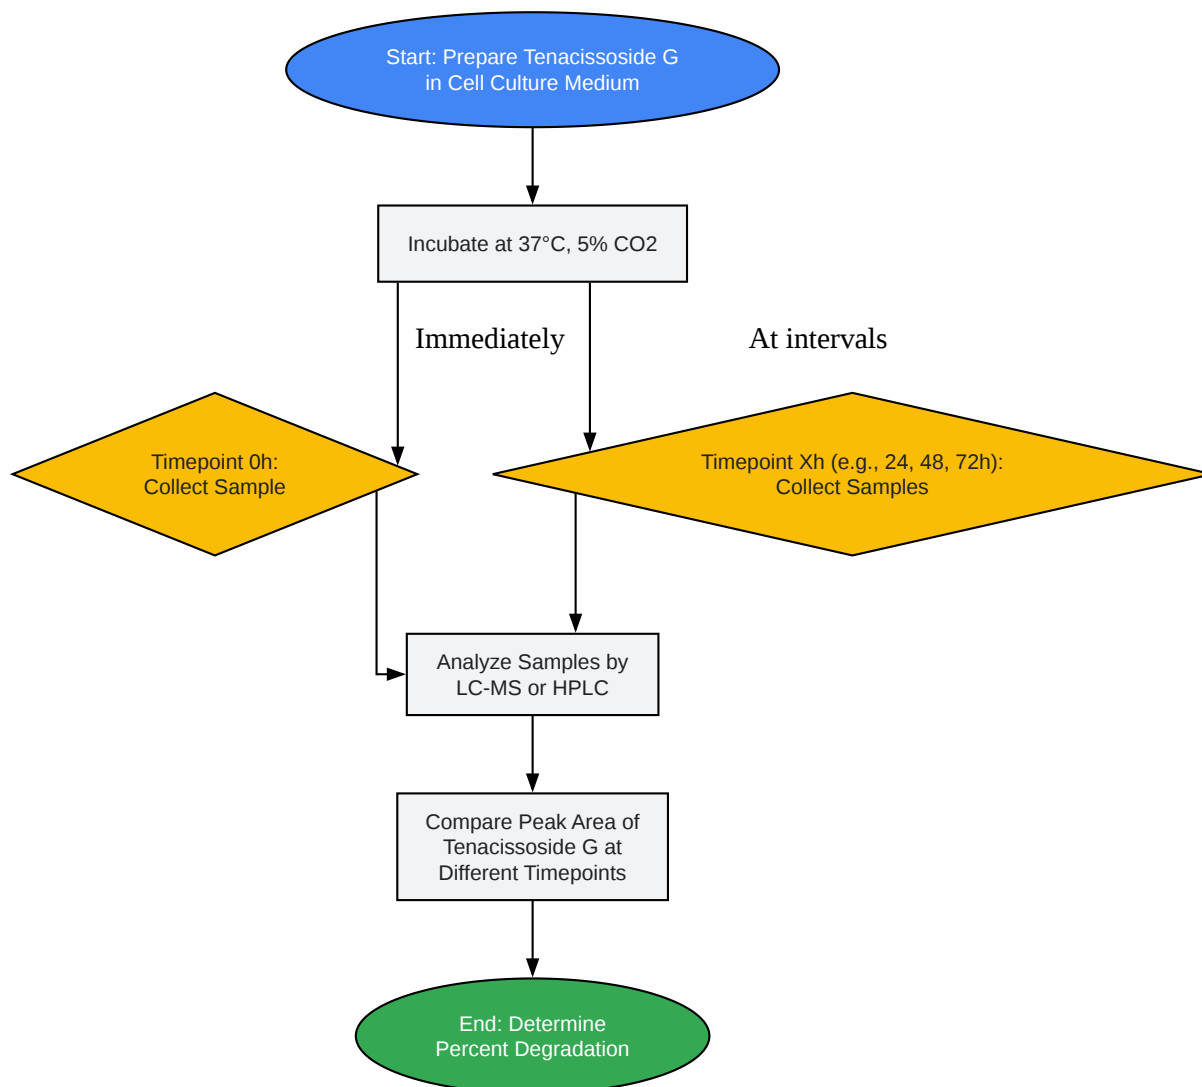 Start: Prepare Tenacissoside G
in Cell Culture Medium
Incubate at 37°C, 5% CO2
Immediately
At intervals
Timepoint 0h:
Collect Sample
Timepoint Xh (e.g., 24, 48, 72h):
Collect Samples
Analyze Samples by
LC-MS or HPLC
Compare Peak Area of
Tenacissoside G at
Different Timepoints
End: Determine
Percent Degradation